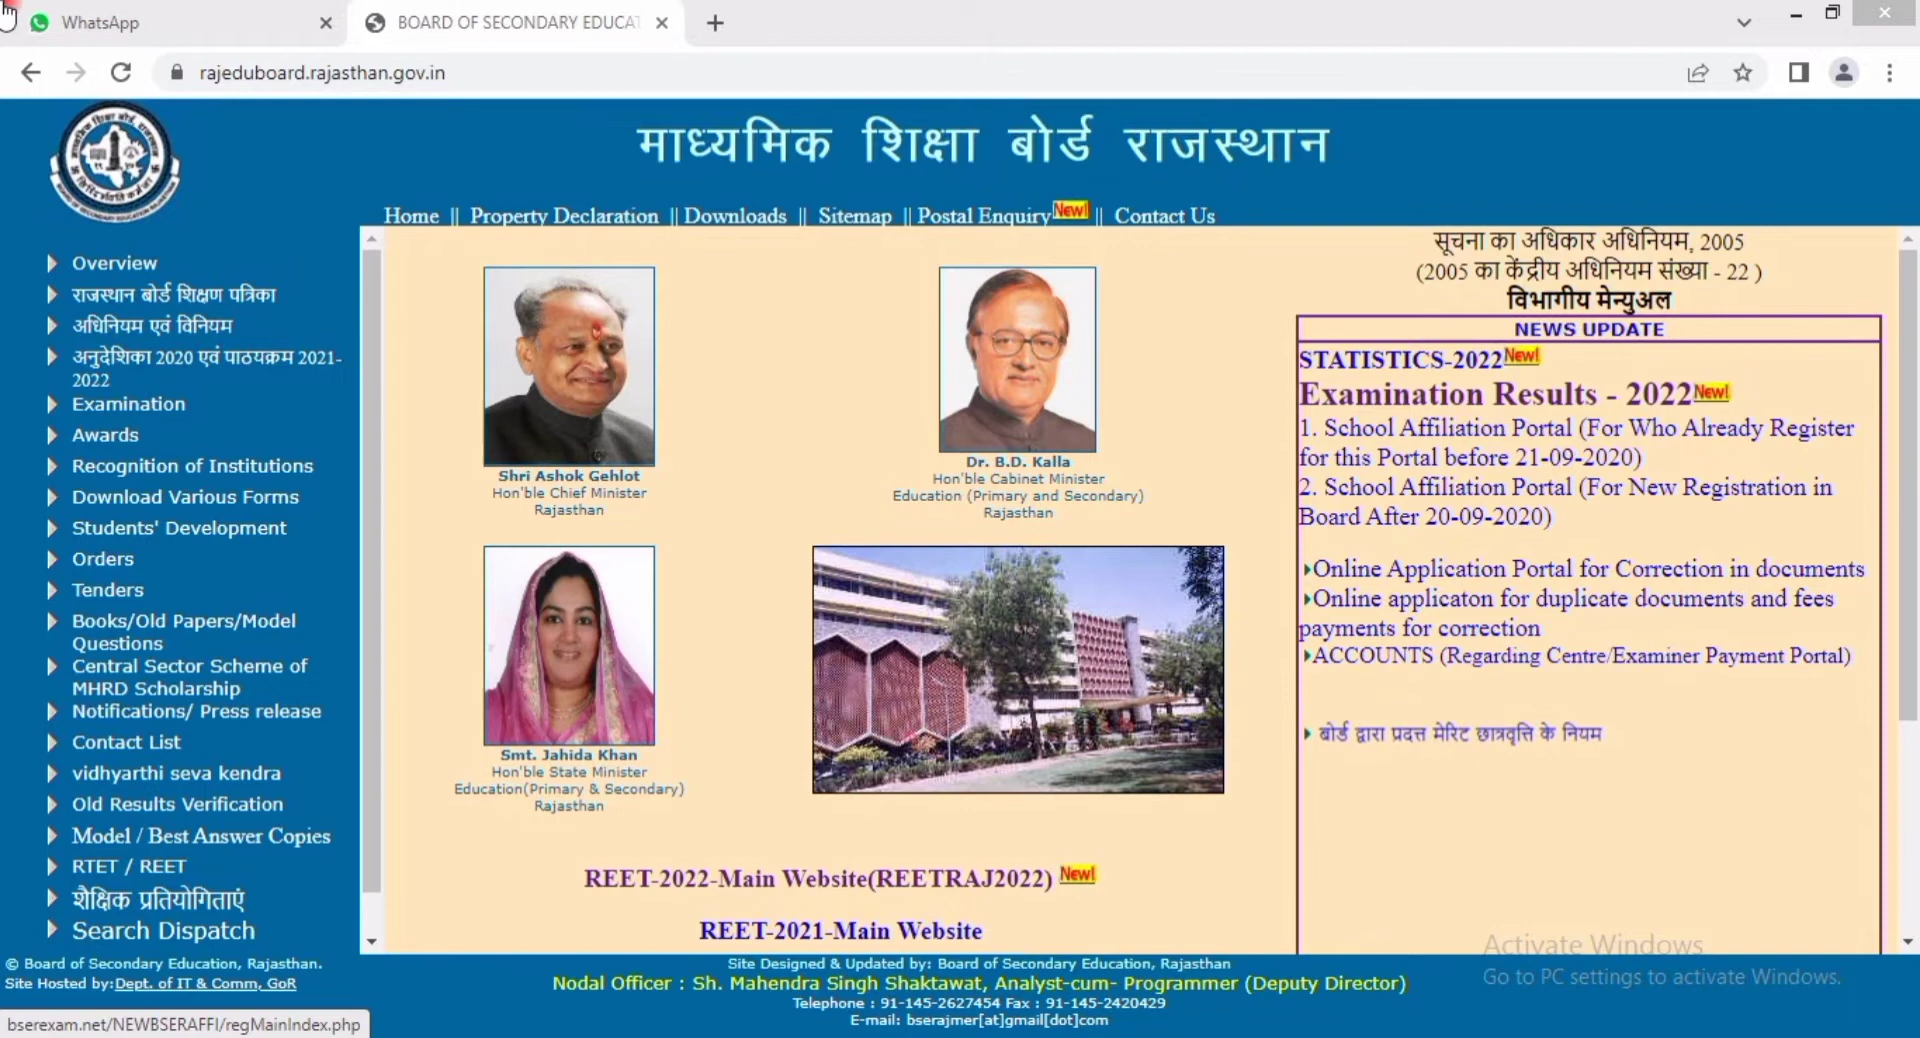 WhatsApp
BOARD OF SECONDARY EDUCAT
rajeduboard.rajasthan.gov.in
माध्यमिक शिक्षा बोर्ड राजस्थान
Home || Property Declaration || Downloads || Sitemap || Postal Enquiry New! || Contact Us
Overview
राजस्थान बोर्ड शिक्षण पत्रिका
अधिनियम एवं विनियम
अनुदेशिका 2020 एवं पाठयक्रम 2021-
2022
Examination
Awards
Recognition of Institutions
Download Various Forms
Students' Development
Orders
Tenders
Books/Old Papers/Model
Questions
Central Sector Scheme of
MHRD Scholarship
Notifications/ Press release
Contact List
vidhyarthi seva kendra
Old Results Verification
Model / Best Answer Copies
RTET / REET
शैक्षिक प्रतियोगिताएं
Search Dispatch
Shri Ashok Gehlot
Hon'ble Chief Minister
Rajasthan
Dr. B.D. Kalla
Hon'ble Cabinet Minister
Education (Primary and Secondary)
Rajasthan
Smt. Jahida Khan
Hon'ble State Minister
Education(Primary & Secondary)
Rajasthan
REET-2022-Main Website(REETRAJ2022) New!
REET-2021-Main Website
सूचना का अधिकार अधिनियम, 2005
(2005 का केंद्रीय अधिनियम संख्या - 22 )
विभागीय मेन्युअल
NEWS UPDATE
STATISTICS-2022 New!
Examination Results - 2022 New!
1. School Affiliation Portal (For Who Already Register
for this Portal before 21-09-2020)
2. School Affiliation Portal (For New Registration in
Board After 20-09-2020)
Online Application Portal for Correction in documents
Online applicaton for duplicate documents and fees
payments for correction
ACCOUNTS (Regarding Centre/Examiner Payment Portal)
बोर्ड द्वारा प्रदत्त मेरिट छात्रवृत्ति के नियम
Activate Windows
Go to PC settings to activate Windows.
© Board of Secondary Education, Rajasthan.
Site Hosted by:Dept. of IT & Comm, GoR
Site Designed & Updated by: Board of Secondary Education, Rajasthan
Nodal Officer : Sh. Mahendra Singh Shaktawat, Analyst-cum- Programmer (Deputy Director)
Telephone : 91-145-2627454 Fax : 91-145-2420429
E-mail: bserajmer[at]gmail[dot]com
bserexam.net/NEWBSERAFFI/regMainIndex.php